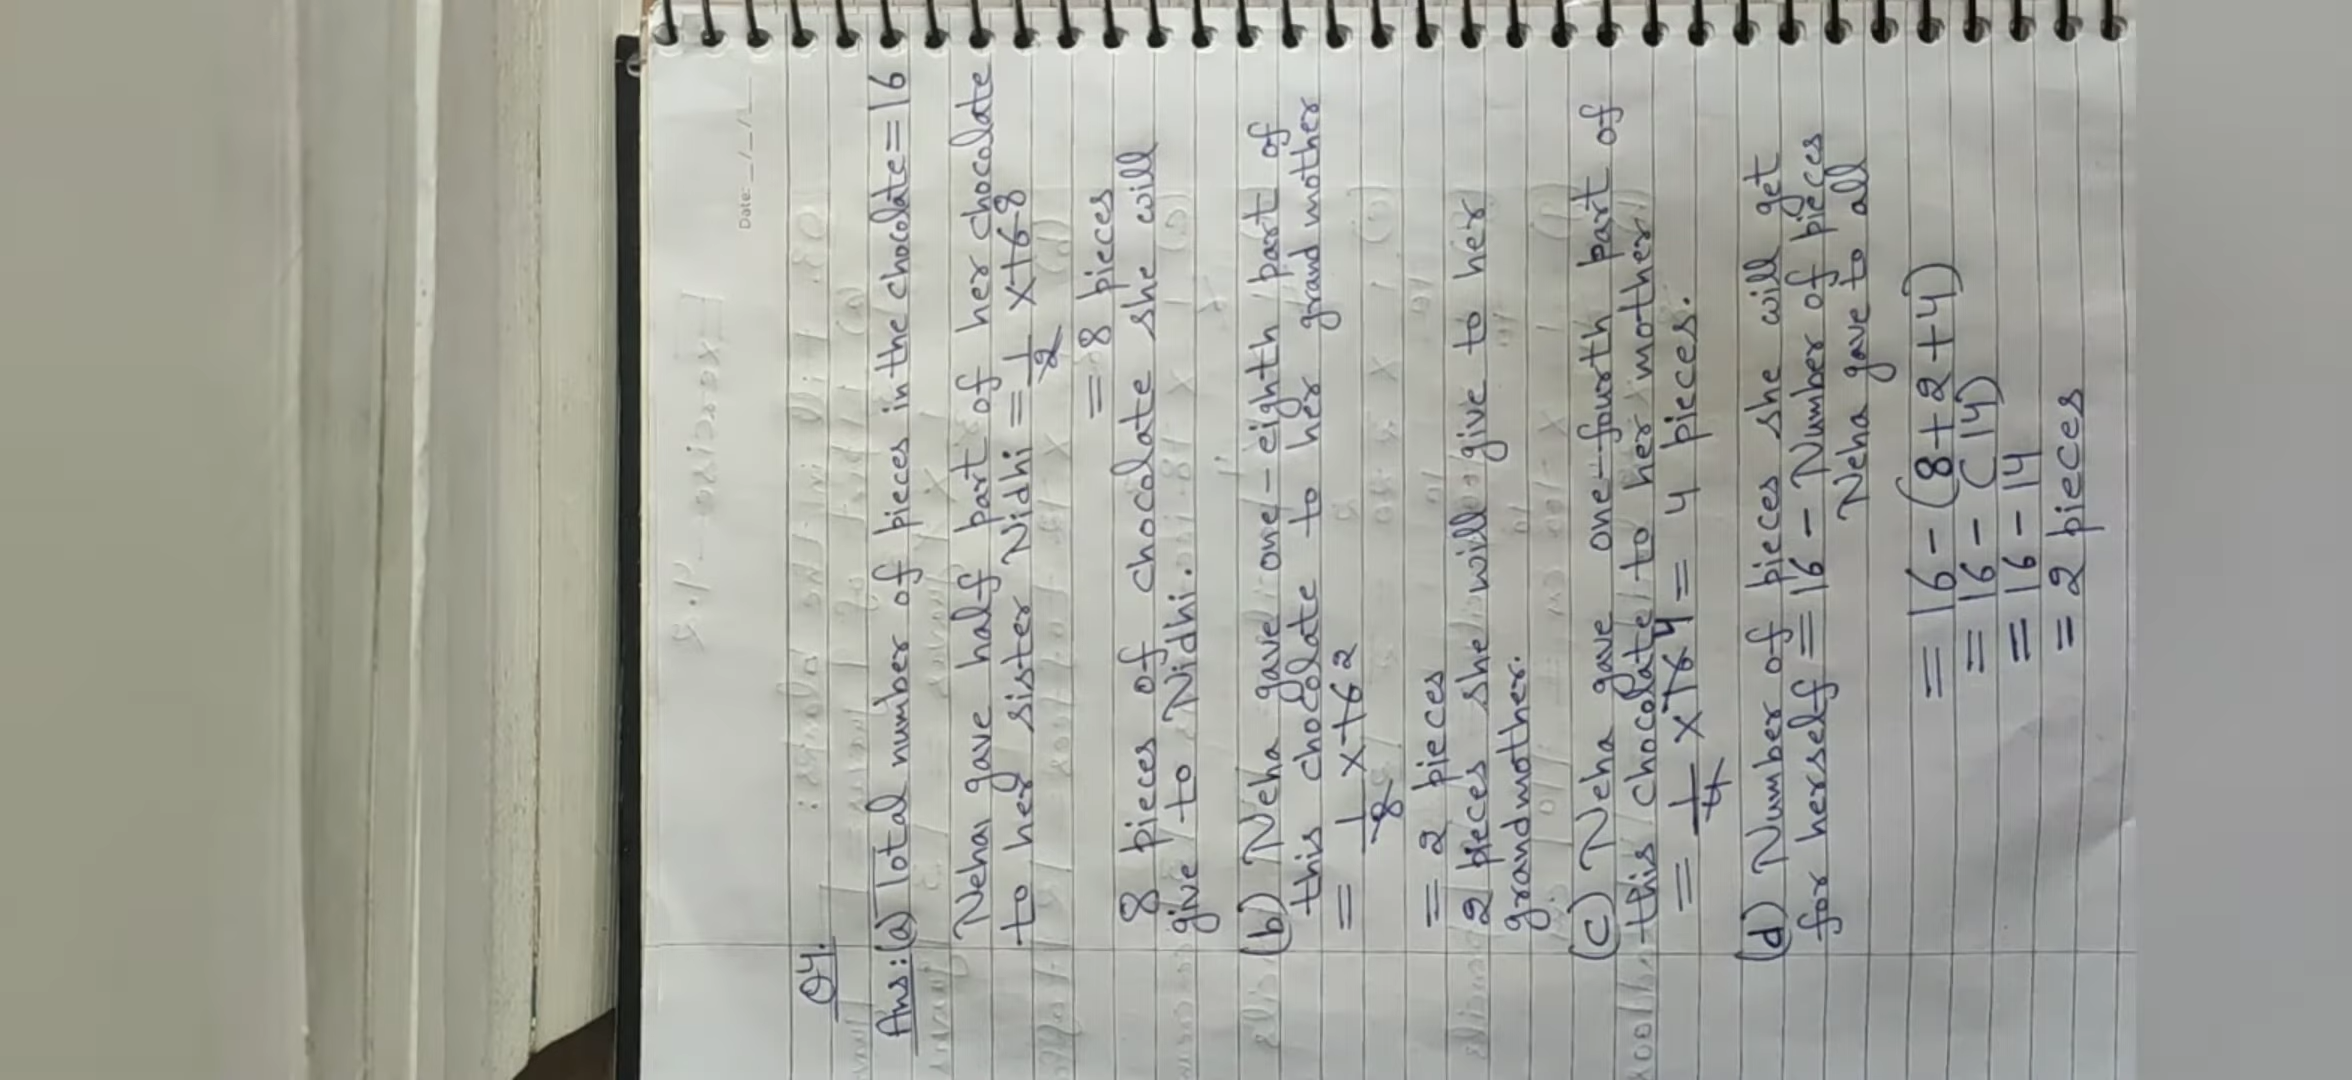 Date: _/_/_
Q4.
Ans:(a) Total number of pieces in the chocolate = 16
Neha gave half part of her chocolate
to her sister Nidhi = 1/2 x 16 8
= 8 pieces
8 pieces of chocolate she will
give to Nidhi.
(b) Neha gave one-eighth part of
this chocolate to her grand mother
= 1/8 x 16 2
= 2 pieces
2 pieces she will give to her
grandmother.
(c) Neha gave one-fourth part of
this chocolate to her mother
= 1/4 x 16 4 = 4 pieces.
(d) Number of pieces she will get
for herself = 16 - Number of pieces
Neha gave to all
= 16 - (8+2+4)
= 16 - (14)
= 16 - 14
= 2 pieces